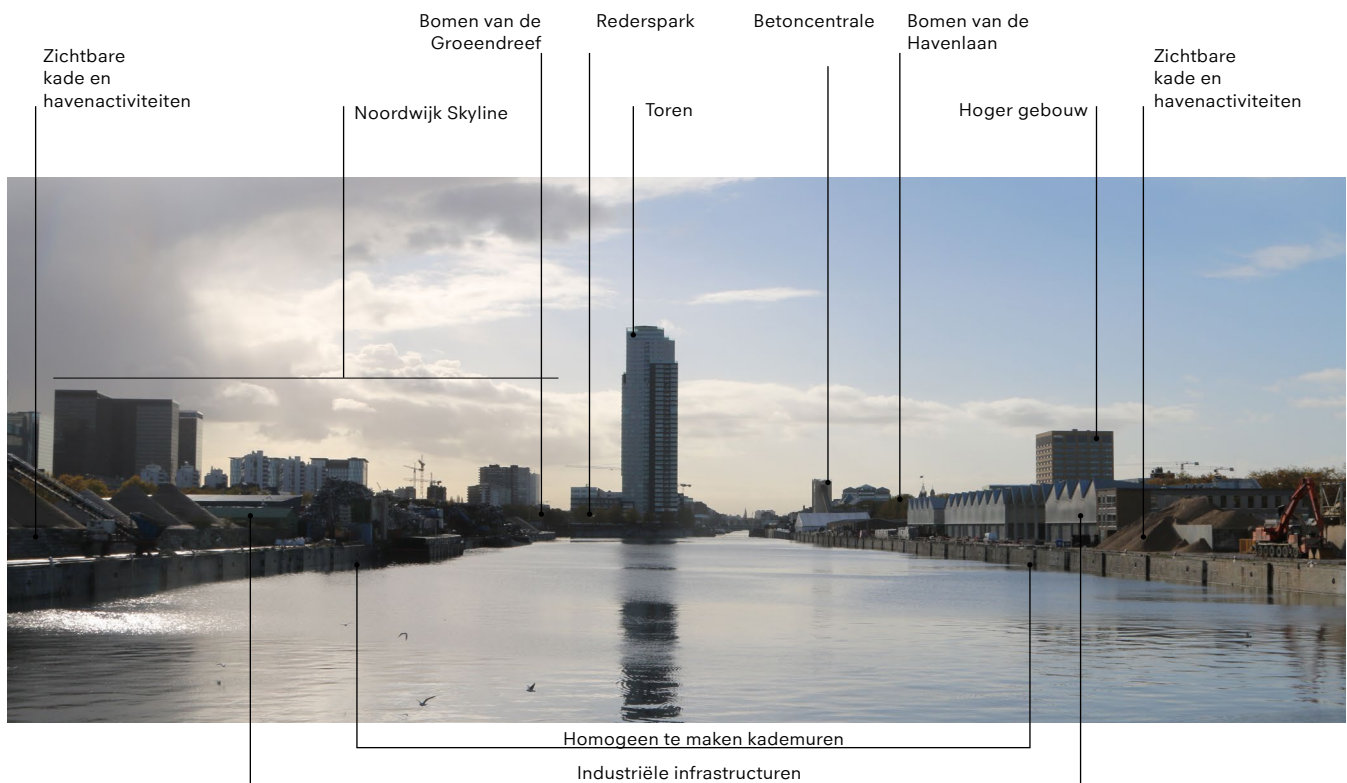 Bomen van de
Groeendreef
Rederspark
Betoncentrale
Bomen van de
Havenlaan
Zichtbare
kade en
havenactiviteiten
Zichtbare
kade en
havenactiviteiten
Noordwijk Skyline
Toren
Hoger gebouw
Homogeen te maken kademuren
Industriële infrastructuren